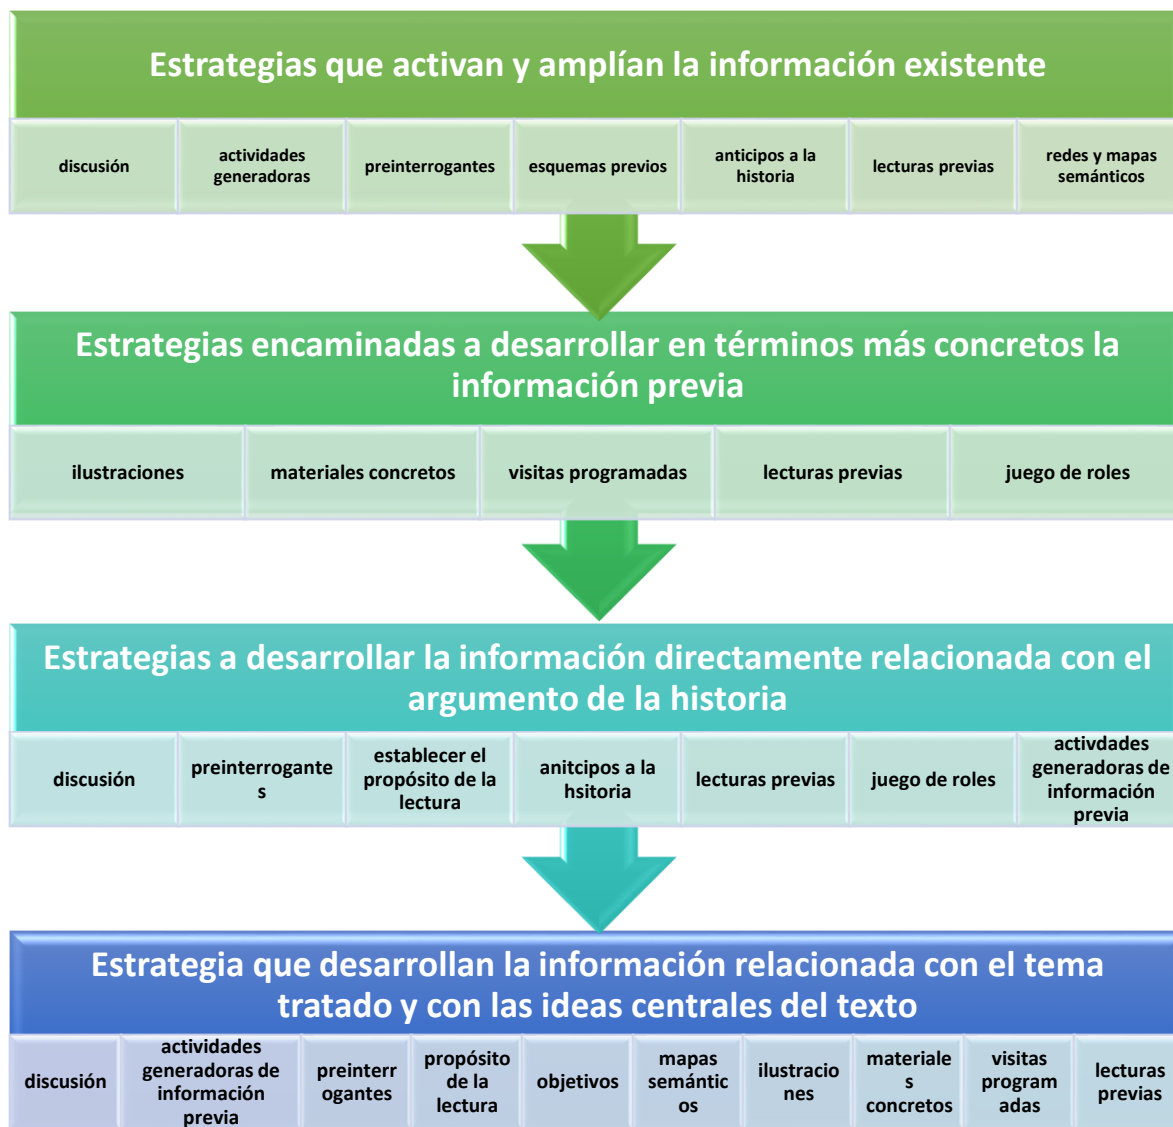 Estrategias que activan y amplían la información existente
discusión
actividades
generadoras
preinterrogantes
esquemas previos
anticipos a la
historia
lecturas previas
redes y mapas
semánticos
Estrategias encaminadas a desarrollar en términos más concretos la
información previa
ilustraciones
materiales concretos
visitas programadas
lecturas previas
juego de roles
Estrategias a desarrollar la información directamente relacionada con el
argumento de la historia
discusión
preinterrogante
s
establecer el
propósito de la
lectura
anitcipos a la
hsitoria
lecturas previas
juego de roles
activdades
generadoras de
información
previa
Estrategia que desarrollan la información relacionada con el tema
tratado y con las ideas centrales del texto
discusión
actividades
generadoras de
información
previa
preinterr
ogantes
propósito
de la
lectura
objetivos
mapas
semántic
os
ilustracio
nes
materiale
s
concretos
visitas
program
adas
lecturas
previas